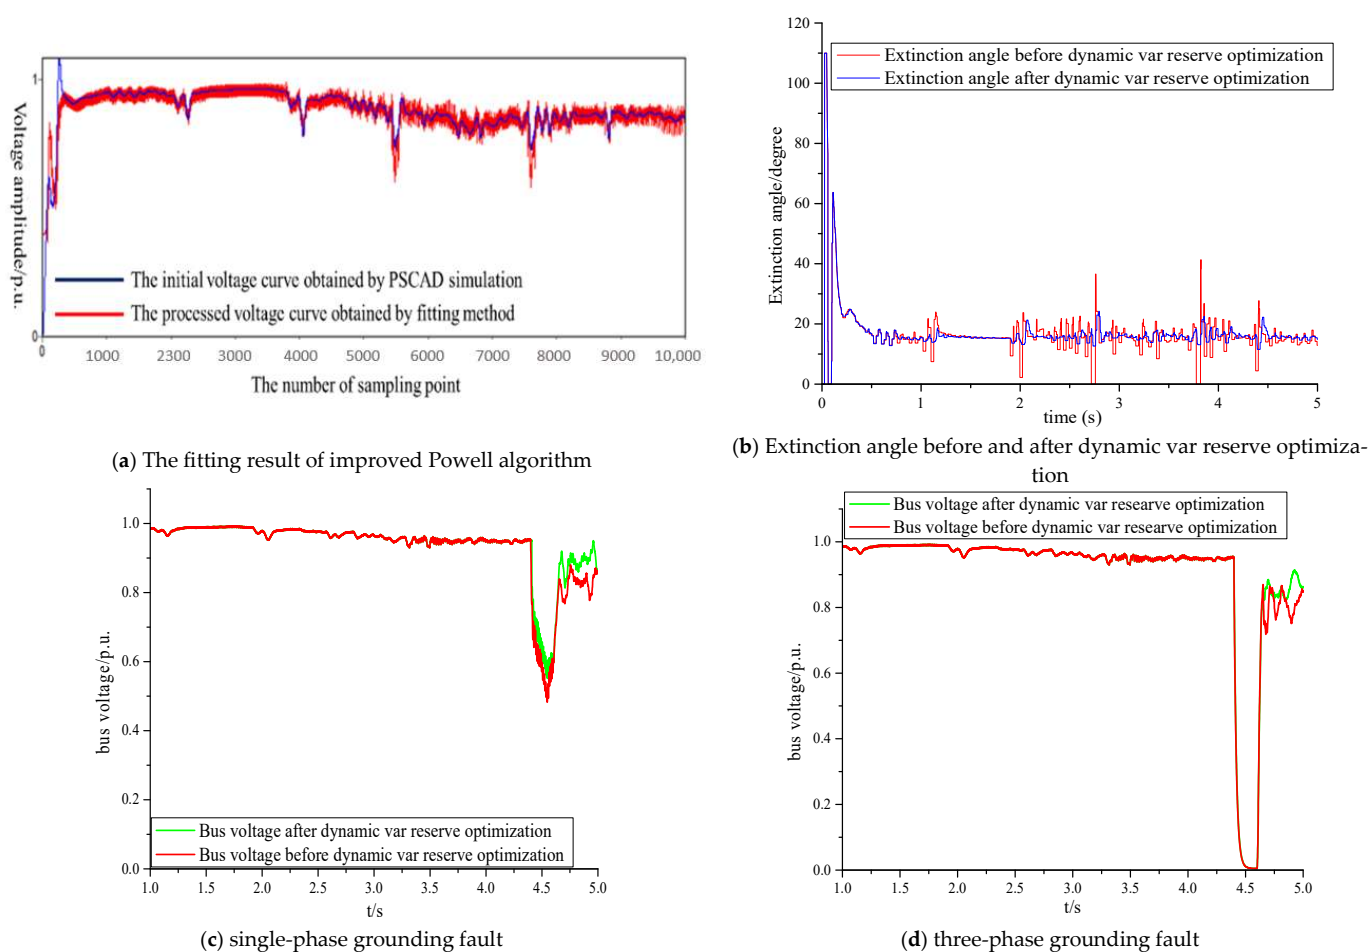 1
0
Voltage amplitude/p.u.
The initial voltage curve obtained by PSCAD simulation
The processed voltage curve obtained by fitting method
0 1000 2300 3000 4000 5000 6000 7000 8000 9000 10,000
The number of sampling point
(a) The fitting result of improved Powell algorithm
120
100
80
60
40
20
0
Extinction angle/degree
Extinction angle before dynamic var reserve optimization
Extinction angle after dynamic var reserve optimization
0 1 2 3 4 5
time (s)
(b) Extinction angle before and after dynamic var reserve optimiza-
tion
1.0
0.8
0.6
0.4
0.2
0.0
bus voltage/p.u.
Bus voltage after dynamic var reserve optimization
Bus voltage before dynamic var reserve optimization
1.0 1.5 2.0 2.5 3.0 3.5 4.0 4.5 5.0
t/s
(c) single-phase grounding fault
Bus voltage after dynamic var researve optimization
Bus voltage before dynamic var researve optimization
1.0
0.8
0.6
0.4
0.2
0.0
bus voltage/p.u.
1.0 1.5 2.0 2.5 3.0 3.5 4.0 4.5 5.0
t/s
(d) three-phase grounding fault